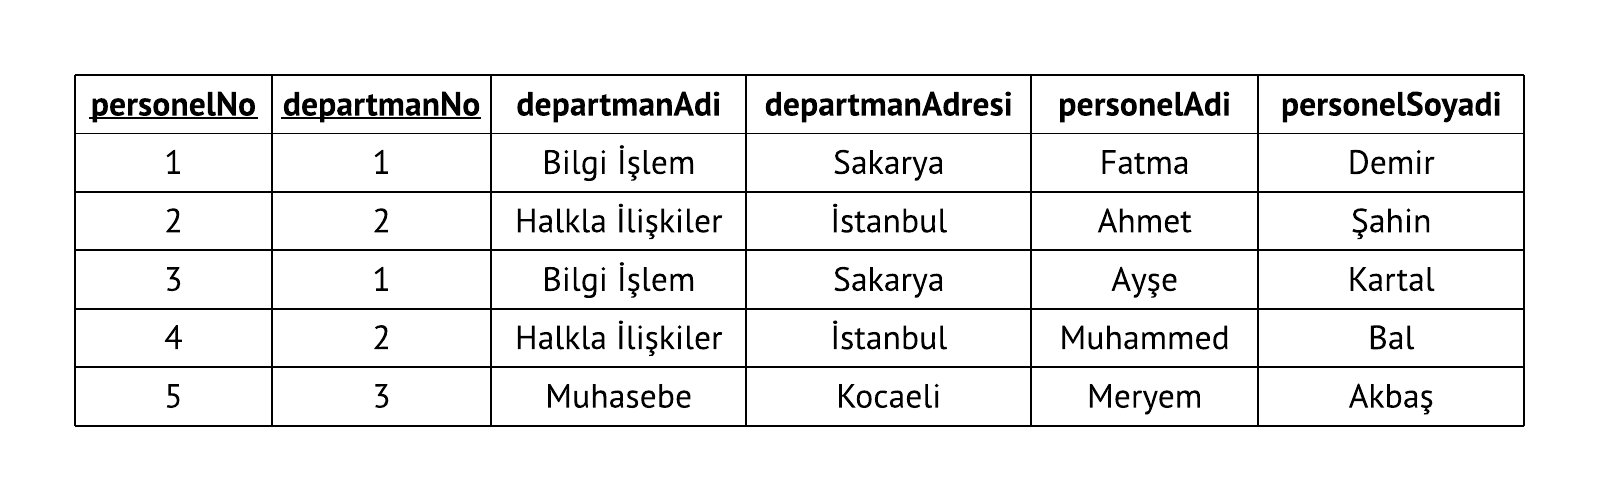 personelNo departmanNo departmanAdi departmanAdresi personelAdi personelSoyadi
1 1 Bilgi İşlem Sakarya Fatma Demir
2 2 Halkla İlişkiler İstanbul Ahmet Şahin
3 1 Bilgi İşlem Sakarya Ayşe Kartal
4 2 Halkla İlişkiler İstanbul Muhammed Bal
5 3 Muhasebe Kocaeli Meryem Akbaş